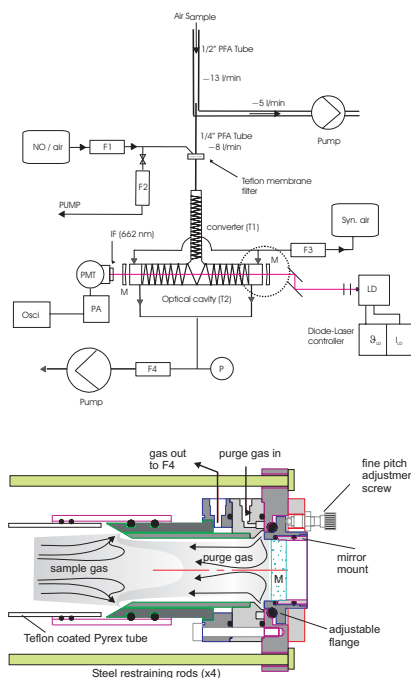 Air Sample
1/2" PFA Tube
~13 l/min
~5 l/min
Pump
1/4" PFA Tube
~8 l/min
NO / air
F1
F2
PUMP
Teflon membrane
filter
converter (T1)
Syn. air
F3
IF (662 nm)
M
M
PMT
LD
Optical cavity (T2)
Osci
PA
Diode-Laser
controller
ϑLD
ILD
F4
P
Pump
gas out
to F4
purge gas in
fine pitch
adjustment
screw
sample gas
purge gas
M
mirror
mount
Teflon coated Pyrex tube
adjustable
flange
Steel restraining rods (x4)